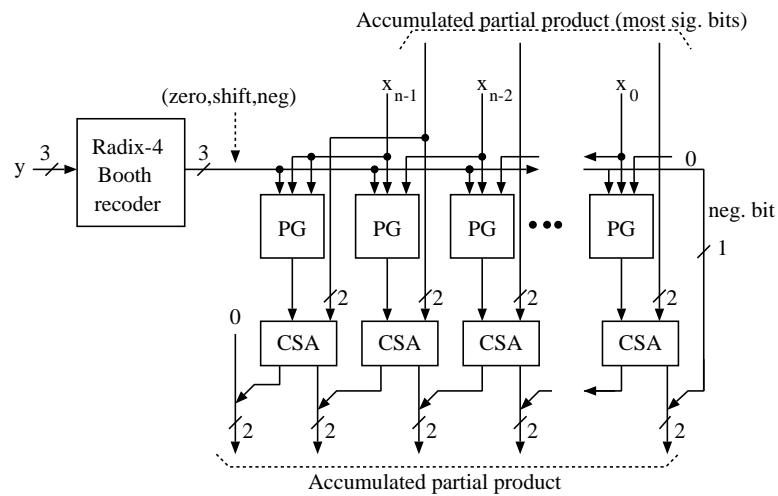 Accumulated partial product (most sig. bits)
(zero,shift,neg)
x n-1
x n-2
x 0
y
3
Radix-4
Booth
recoder
3
0
neg. bit
1
PG
PG
PG
PG
2
2
2
2
0
CSA
CSA
CSA
CSA
2
2
2
2
2
Accumulated partial product